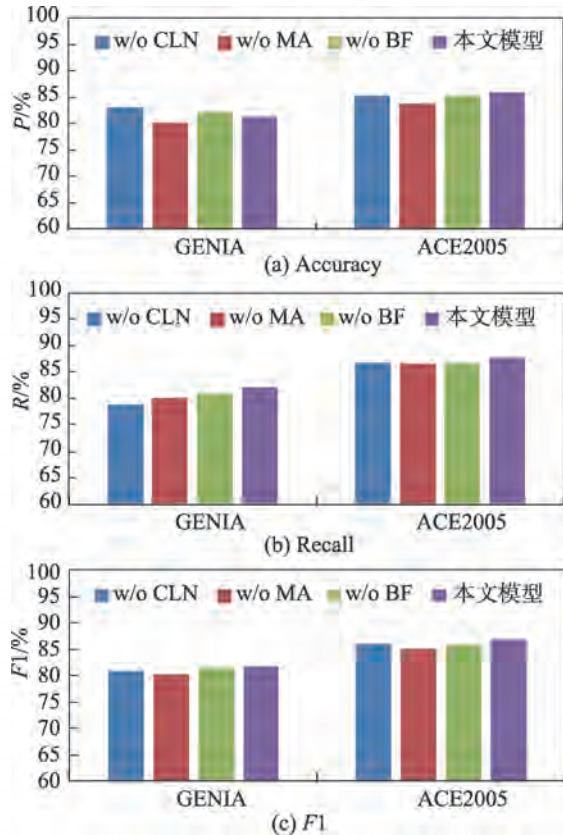 100
95
90
85
80
75
70
65
60
P/%
w/o CLN w/o MA w/o BF 本文模型
GENIA ACE2005
(a) Accuracy
100
95
90
85
80
75
70
65
60
R/%
w/o CLN w/o MA w/o BF 本文模型
GENIA ACE2005
(b) Recall
100
95
90
85
80
75
70
65
60
F1/%
w/o CLN w/o MA w/o BF 本文模型
GENIA ACE2005
(c) F1